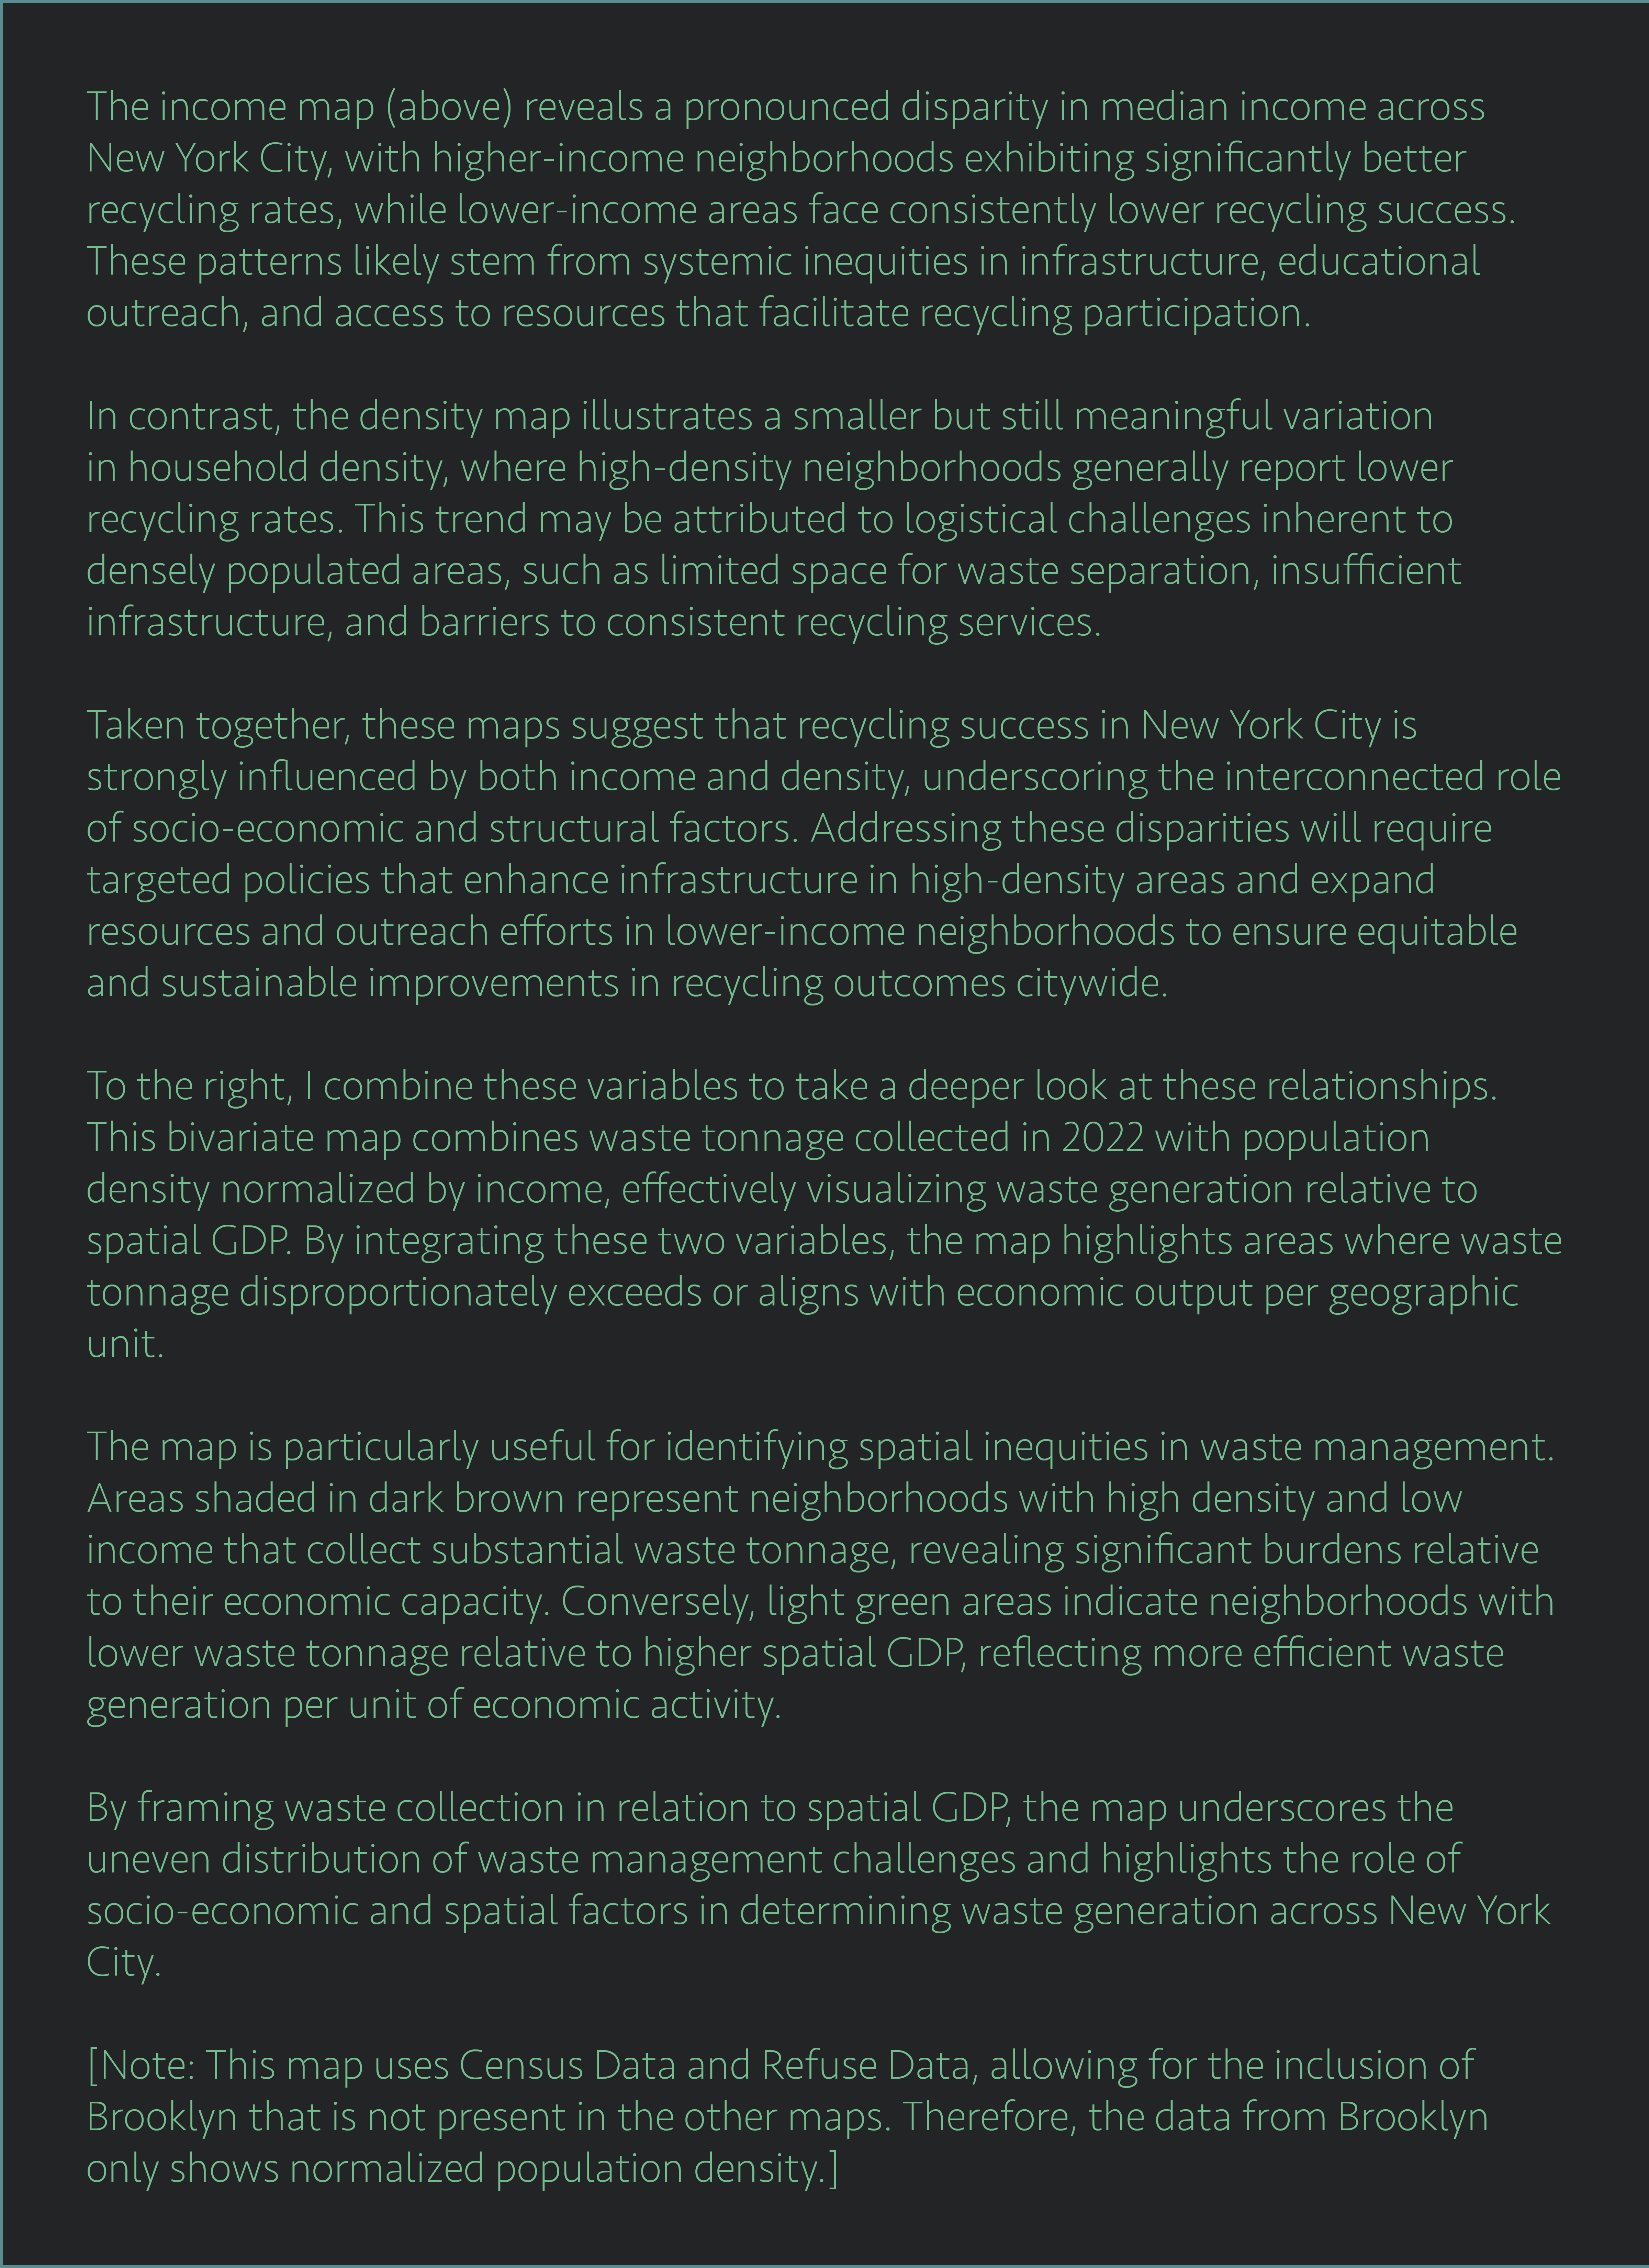 The income map (above) reveals a pronounced disparity in median income across
New York City, with higher-income neighborhoods exhibiting significantly better
recycling rates, while lower-income areas face consistently lower recycling success.
These patterns likely stem from systemic inequities in infrastructure, educational
outreach, and access to resources that facilitate recycling participation.
In contrast, the density map illustrates a smaller but still meaningful variation
in household density, where high-density neighborhoods generally report lower
recycling rates. This trend may be attributed to logistical challenges inherent to
densely populated areas, such as limited space for waste separation, insufficient
infrastructure, and barriers to consistent recycling services.
Taken together, these maps suggest that recycling success in New York City is
strongly influenced by both income and density, underscoring the interconnected role
of socio-economic and structural factors. Addressing these disparities will require
targeted policies that enhance infrastructure in high-density areas and expand
resources and outreach efforts in lower-income neighborhoods to ensure equitable
and sustainable improvements in recycling outcomes citywide.
To the right, I combine these variables to take a deeper look at these relationships.
This bivariate map combines waste tonnage collected in 2022 with population
density normalized by income, effectively visualizing waste generation relative to
spatial GDP. By integrating these two variables, the map highlights areas where waste
tonnage disproportionately exceeds or aligns with economic output per geographic
unit.
The map is particularly useful for identifying spatial inequities in waste management.
Areas shaded in dark brown represent neighborhoods with high density and low
income that collect substantial waste tonnage, revealing significant burdens relative
to their economic capacity. Conversely, light green areas indicate neighborhoods with
lower waste tonnage relative to higher spatial GDP, reflecting more efficient waste
generation per unit of economic activity.
By framing waste collection in relation to spatial GDP, the map underscores the
uneven distribution of waste management challenges and highlights the role of
socio-economic and spatial factors in determining waste generation across New York
City.
[Note: This map uses Census Data and Refuse Data, allowing for the inclusion of
Brooklyn that is not present in the other maps. Therefore, the data from Brooklyn
only shows normalized population density.]